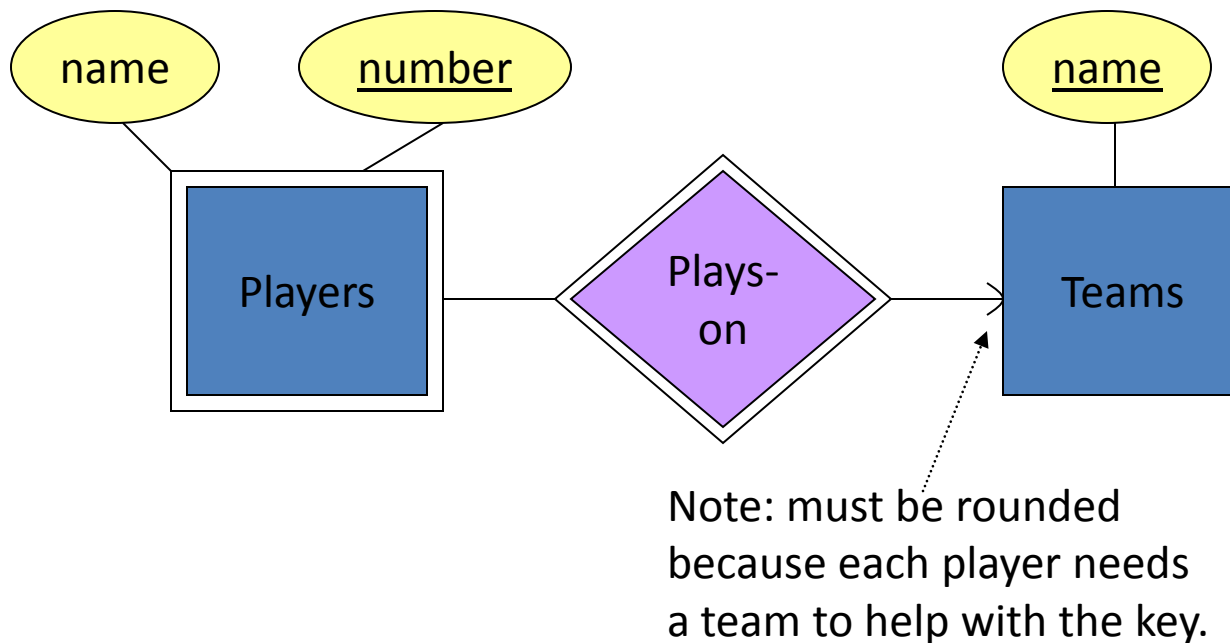 name
number
name
Players
Plays-
on
Teams
Note: must be rounded
because each player needs
a team to help with the key.